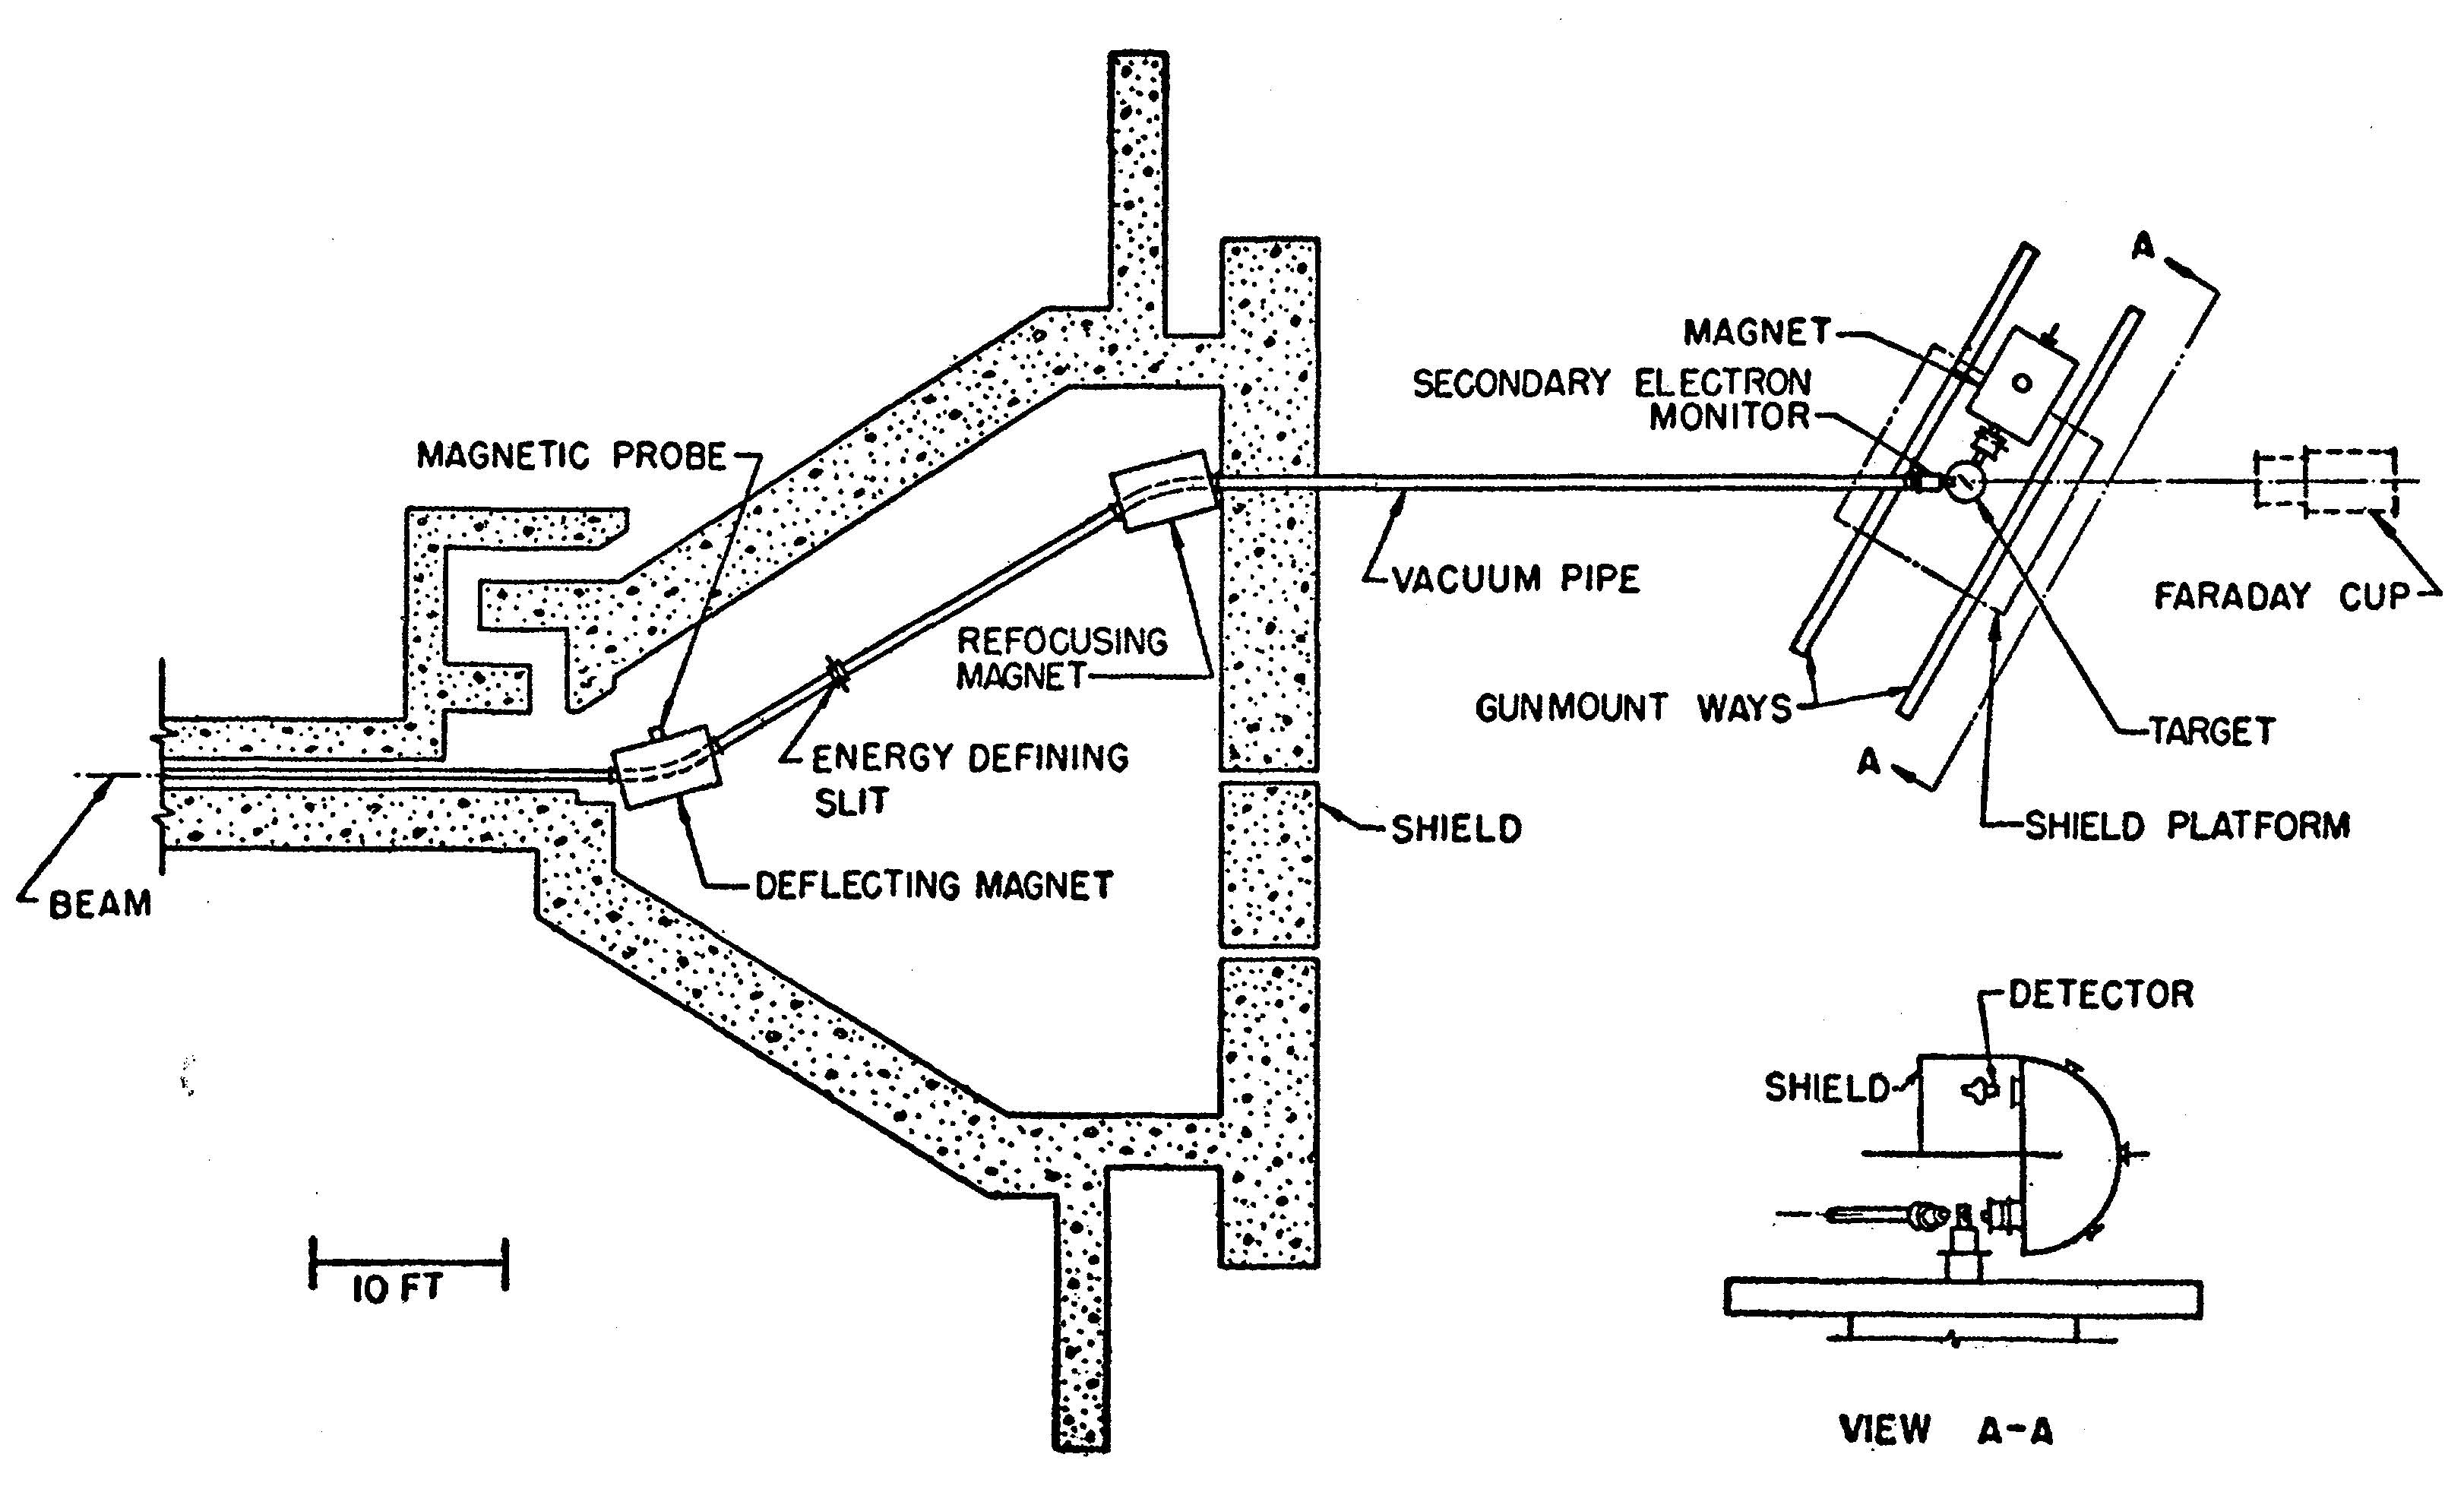 A
MAGNET
SECONDARY ELECTRON
MONITOR
MAGNETIC PROBE
VACUUM PIPE
FARADAY CUP
REFOCUSING
MAGNET
GUNMOUNT WAYS
TARGET
ENERGY DEFINING
SLIT
A
SHIELD PLATFORM
SHIELD
DEFLECTING MAGNET
BEAM
DETECTOR
SHIELD
10 FT
VIEW A-A